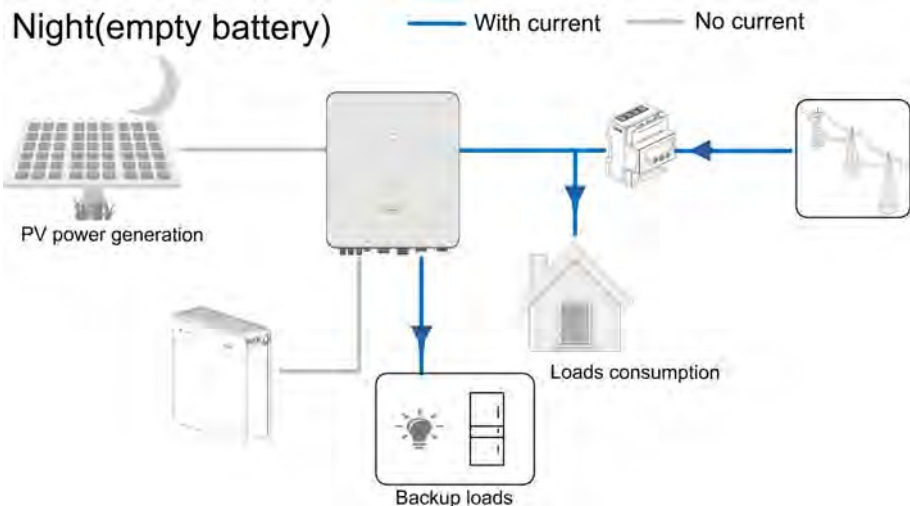 Night(empty battery)
With current
No current
PV power generation
Loads consumption
Backup loads